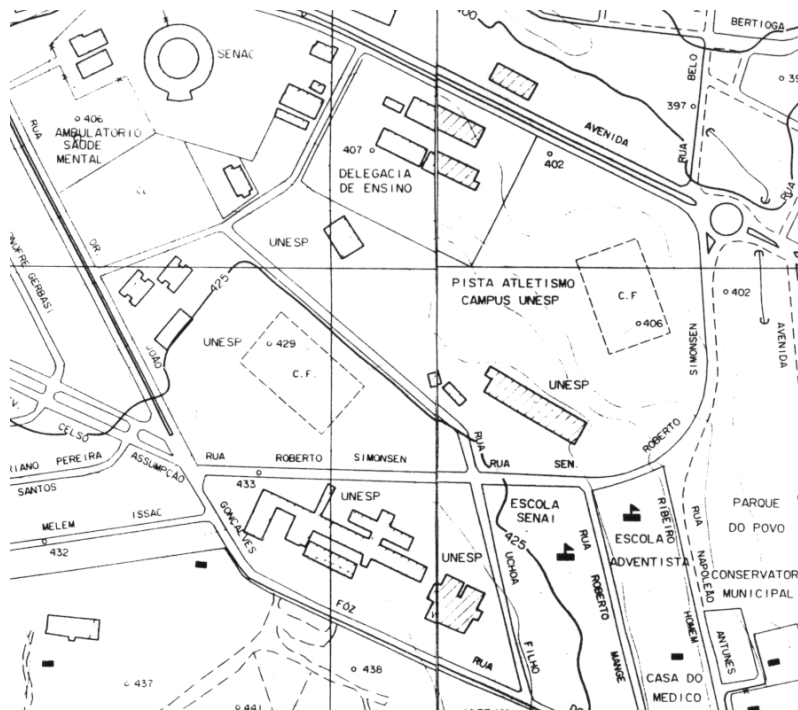 400
BERTIOGA
SENAC
BELO
397
406
AMBULATORIO
SAÚDE
MENTAL
RUA
AVENIDA
407
402
RUA
DELEGACIA
DE ENSINO
RUA
DR
UNESP
GERBASI
425
PISTA ATLETISMO
CAMPUS UNESP
C.F
402
406
AVENIDA
SIMONSEN
JOÃO
UNESP
429
C.F.
UNESP
CELSO
ROBERTO
RUA
RUA
ROBERTO
SIMONSEN
RUA
SEN.
PEREIRA
ASSUMPÇÃO
SANTOS
433
UNESP
GONÇALVES
ESCOLA
SENAI
RIBEIRO
PARQUE
DO POVO
MELEM
ISSAC
432
425
RUA
ESCOLA
ADVENTISTA
RUA
NAPOLEÃO
UNESP
UCHOA
ROBERTO
CONSERVATOR
MUNICIPAL
FÓZ
HOMEM
ANTUNES
RUA
FILHO
MANGE
437
438
CASA DO
MEDICO
441